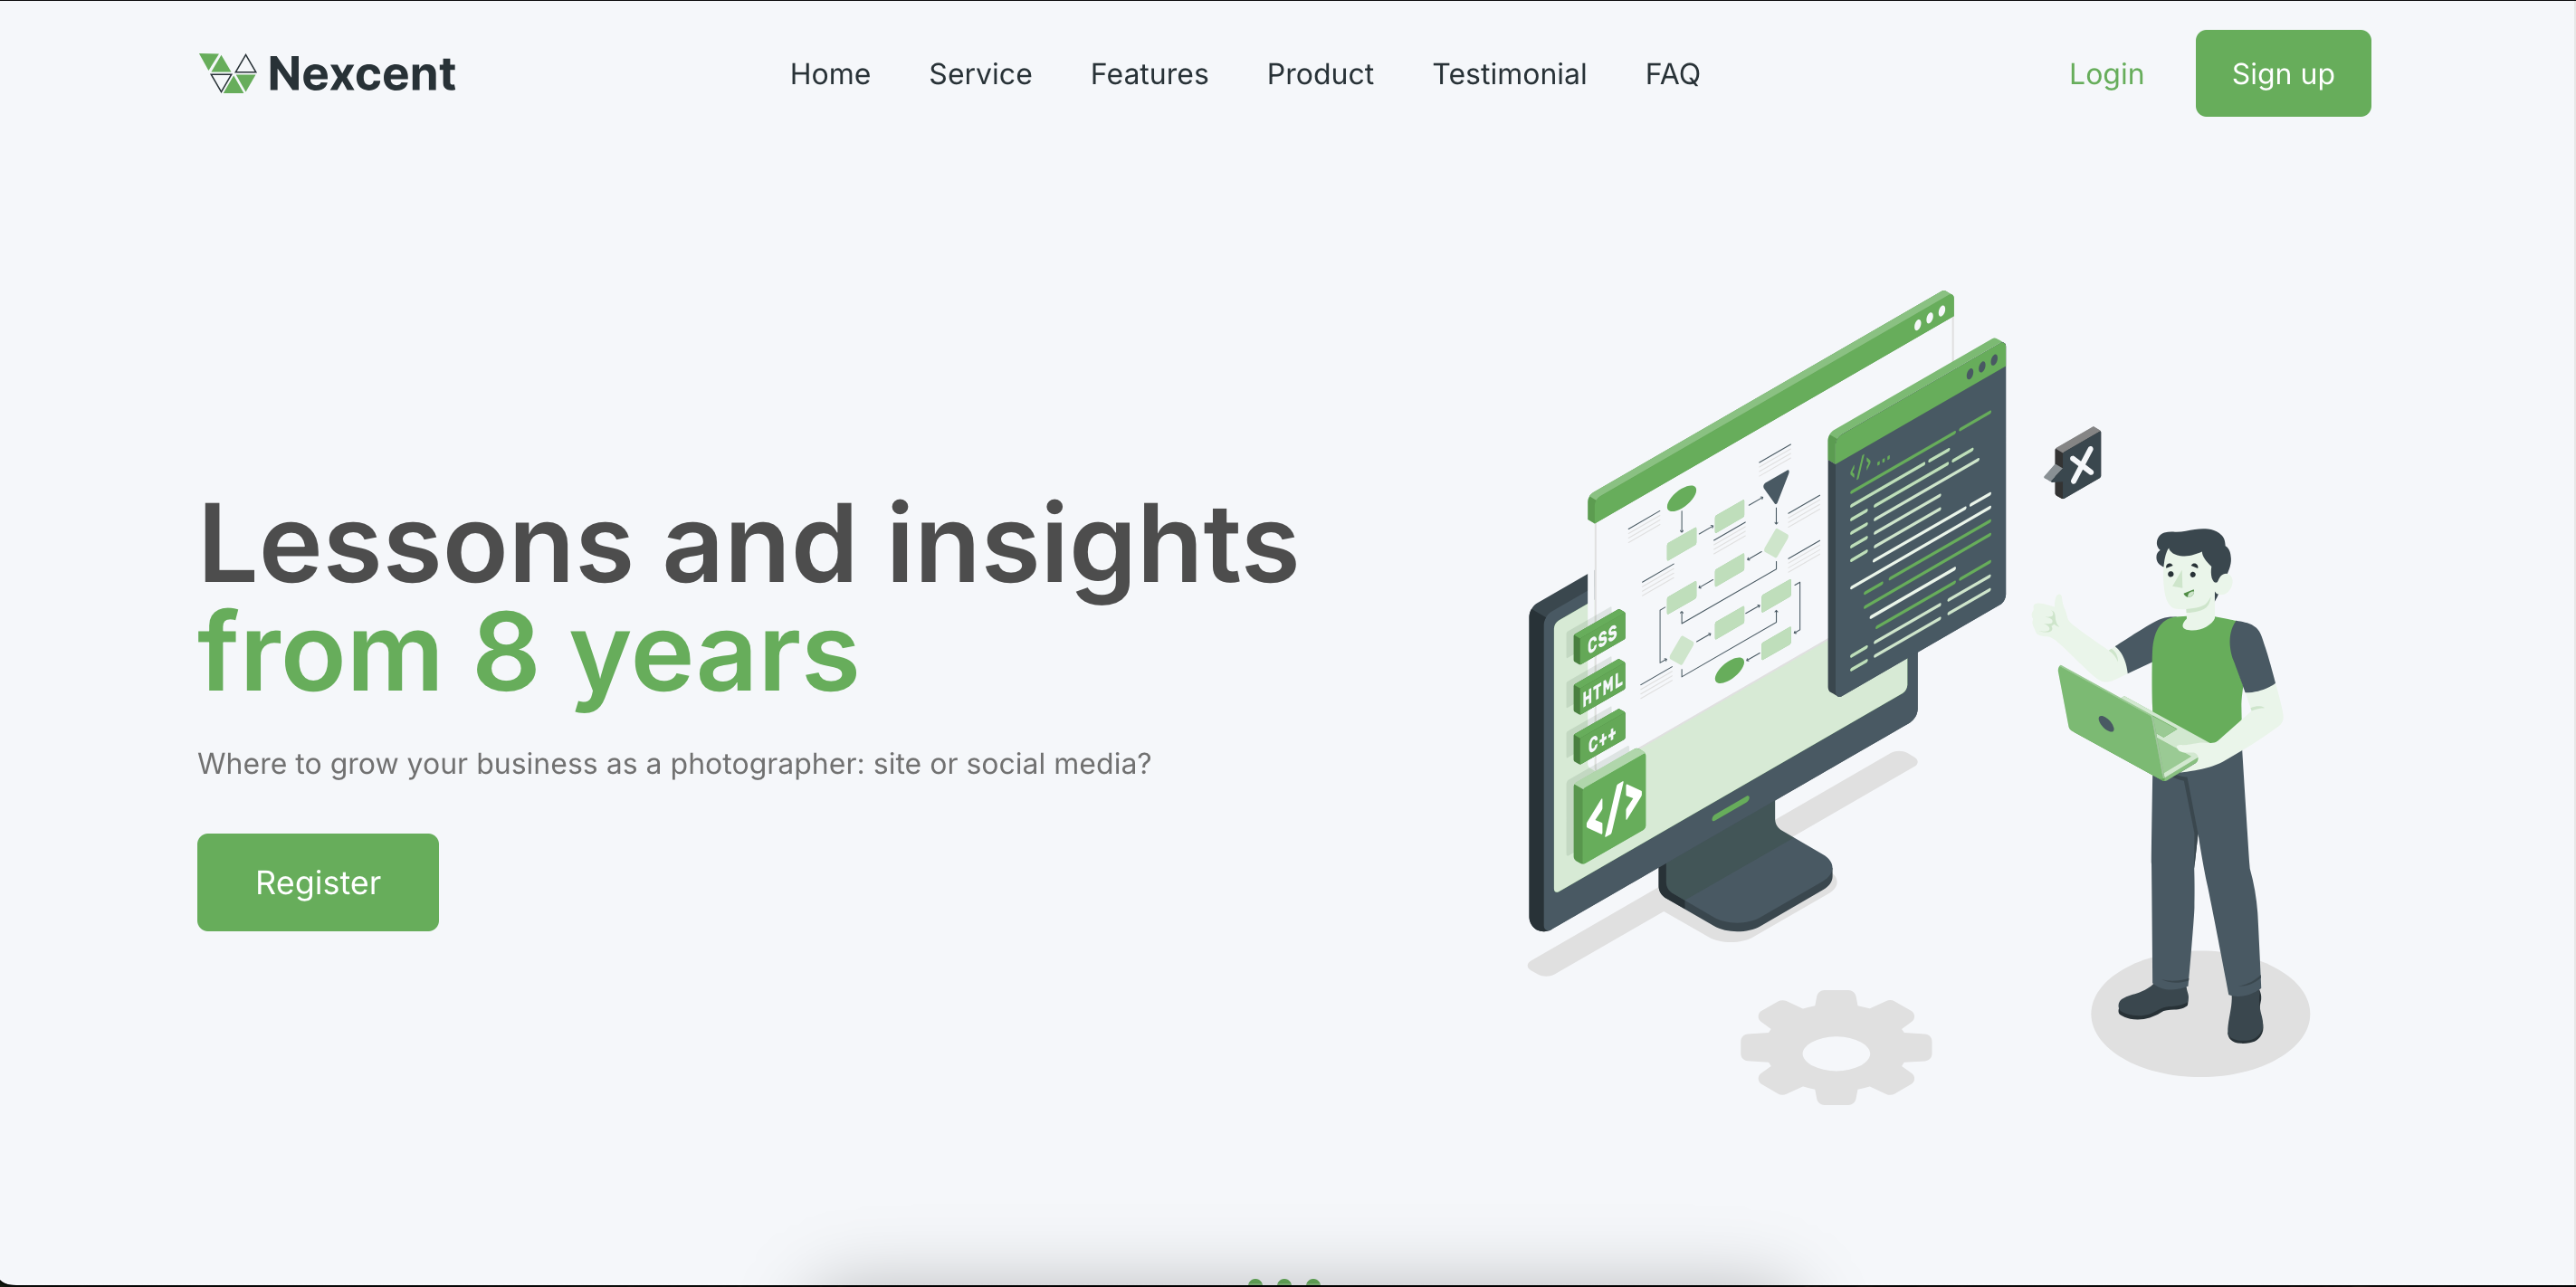 Nexcent
Home Service Features Product Testimonial FAQ
Login Sign up
Lessons and insights
from 8 years
Where to grow your business as a photographer: site or social media?
Register
</> ...
CSS
HTML
C++
</>
X